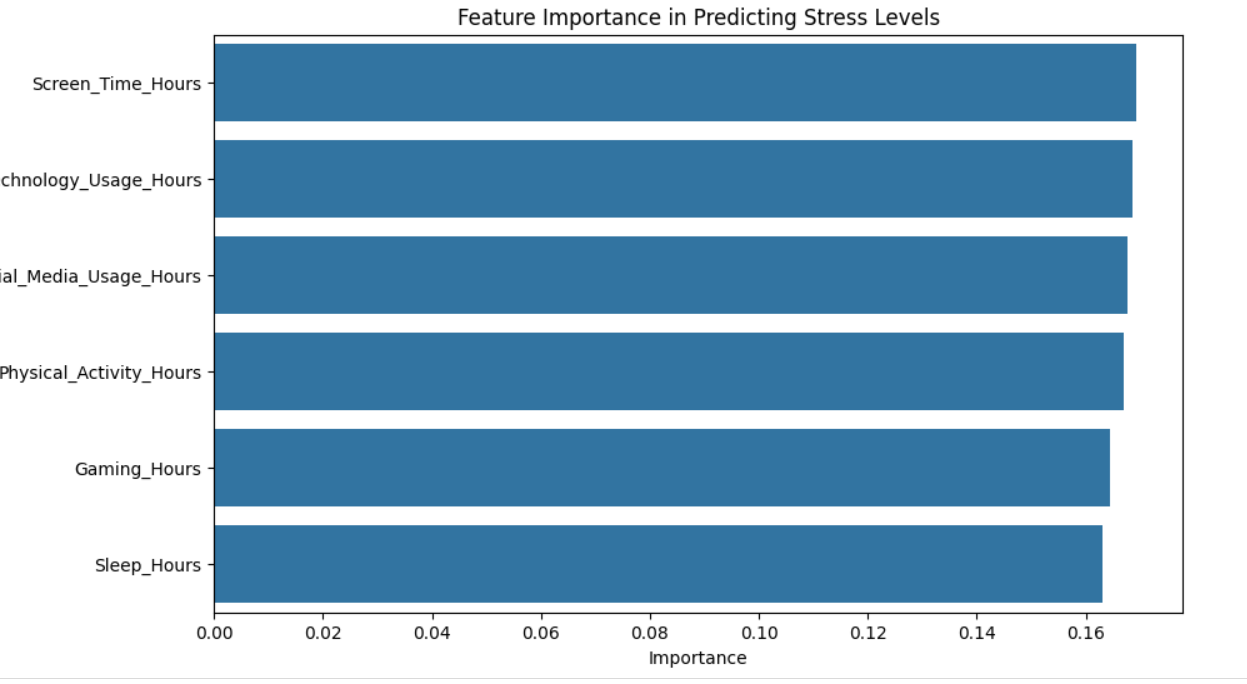 Feature Importance in Predicting Stress Levels
Screen_Time_Hours
chnology_Usage_Hours
ial_Media_Usage_Hours
Physical_Activity_Hours
Gaming_Hours
Sleep_Hours
0.00 0.02 0.04 0.06 0.08 0.10 0.12 0.14 0.16
Importance